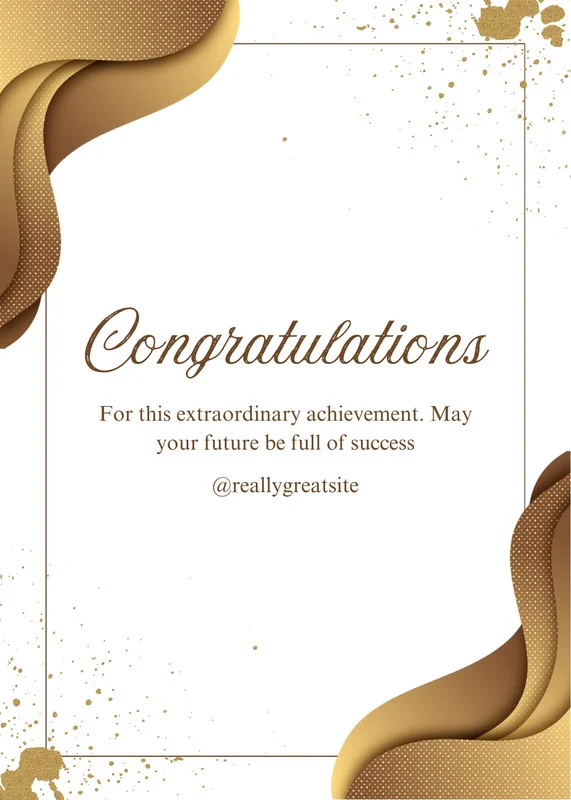 Congratulations
For this extraordinary achievement. May
your future be full of success
@reallygreatsite